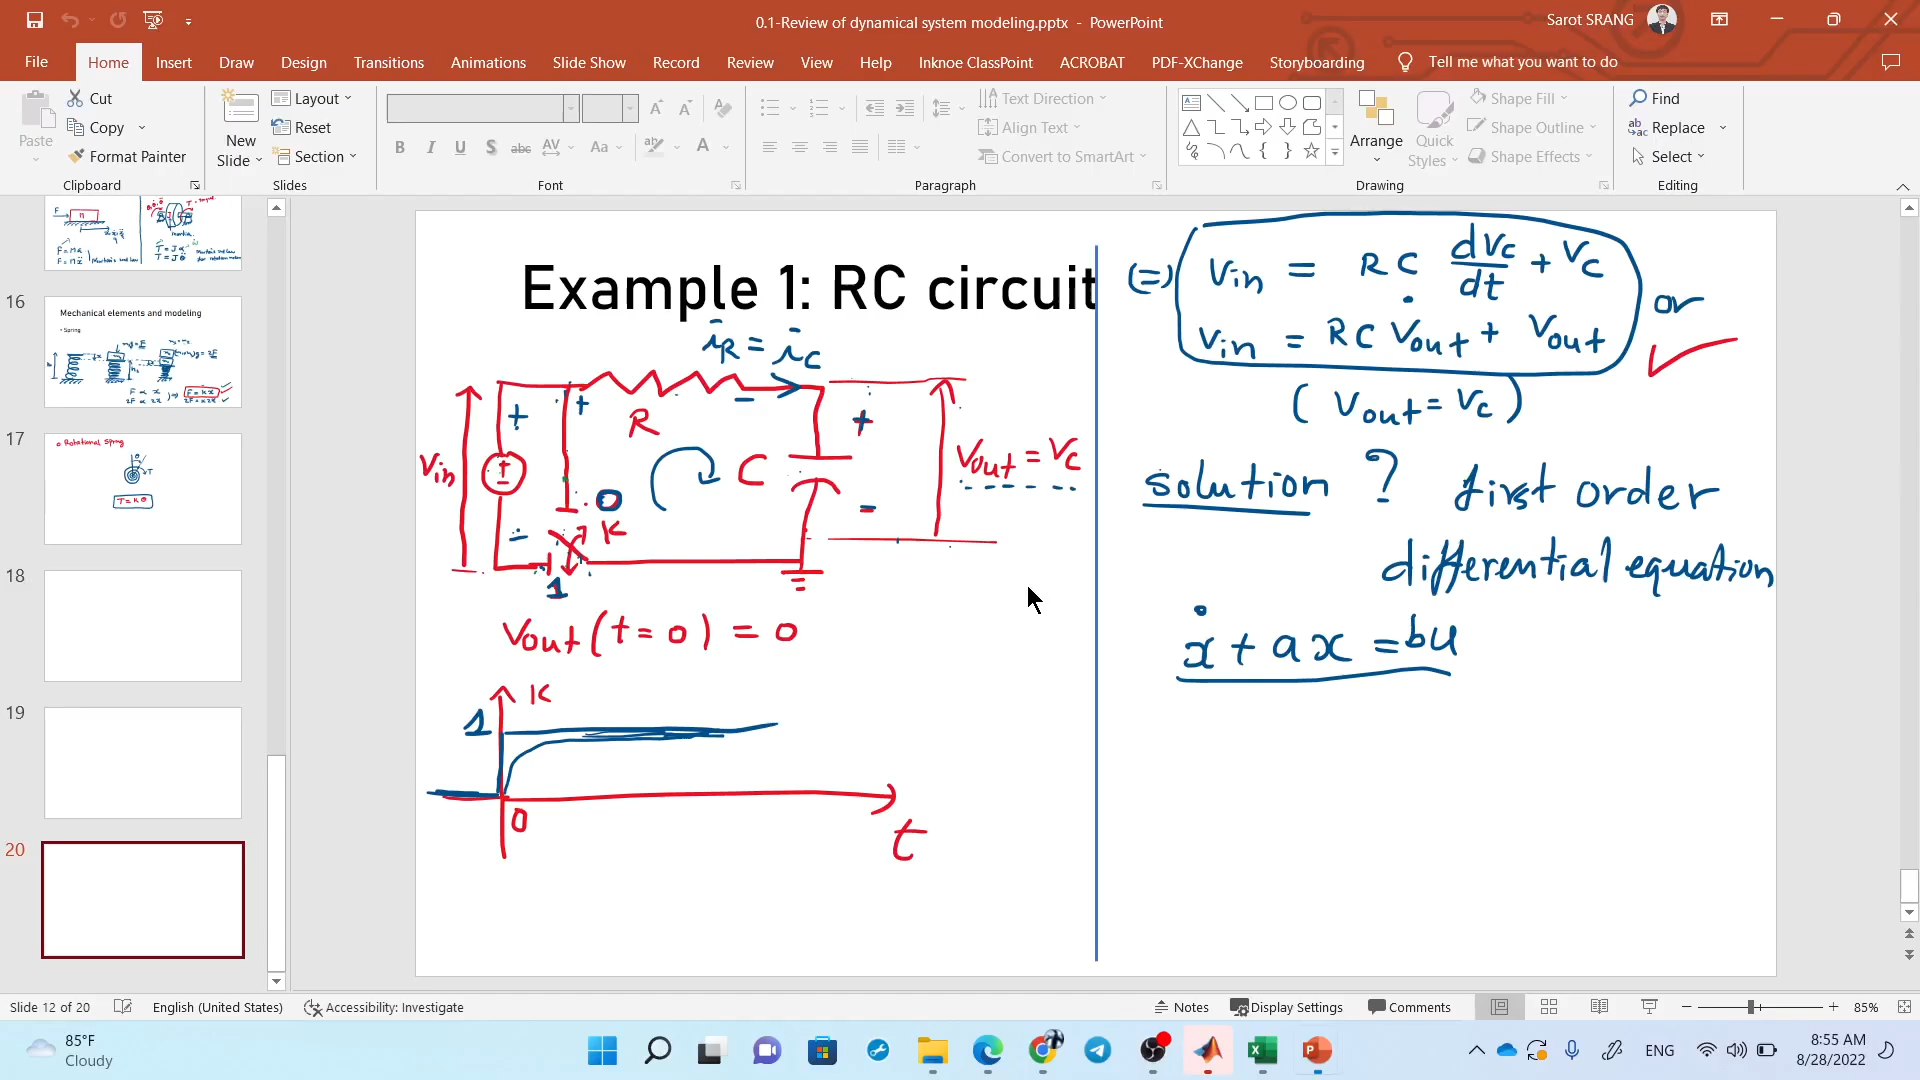 0.1-Review of dynamical system modeling.pptx - PowerPoint
Sarot SRANG
File Home Insert Draw Design Transitions Animations Slide Show Record Review View Help Inknoe ClassPoint ACROBAT PDF-XChange Storyboarding Tell me what you want to do
Paste
Cut
Copy
Format Painter
Clipboard
New Slide
Layout
Reset
Section
Slides
Font
Text Direction
Align Text
Convert to SmartArt
Paragraph
Arrange
Quick Styles
Shape Fill
Shape Outline
Shape Effects
Drawing
Find
Replace
Select
Editing
16
Mechanical elements and modeling
• Spring
17
Rotational Spring
T = Kθ
18
19
20
Example 1: RC circuit
iR = iC
Vin
+
+
R
-
+
C
Vout = Vc
0
K
-
-
1
Vout (t = 0) = 0
K
1
0
t
(=) Vin = RC dVc/dt + Vc
or
Vin = RC V̇out + Vout
( Vout = Vc )
solution ? first order
differential equation
ẋ + ax = bu
Slide 12 of 20 English (United States) Accessibility: Investigate Notes Display Settings Comments 85%
85°F
Cloudy
ENG
8:55 AM
8/28/2022